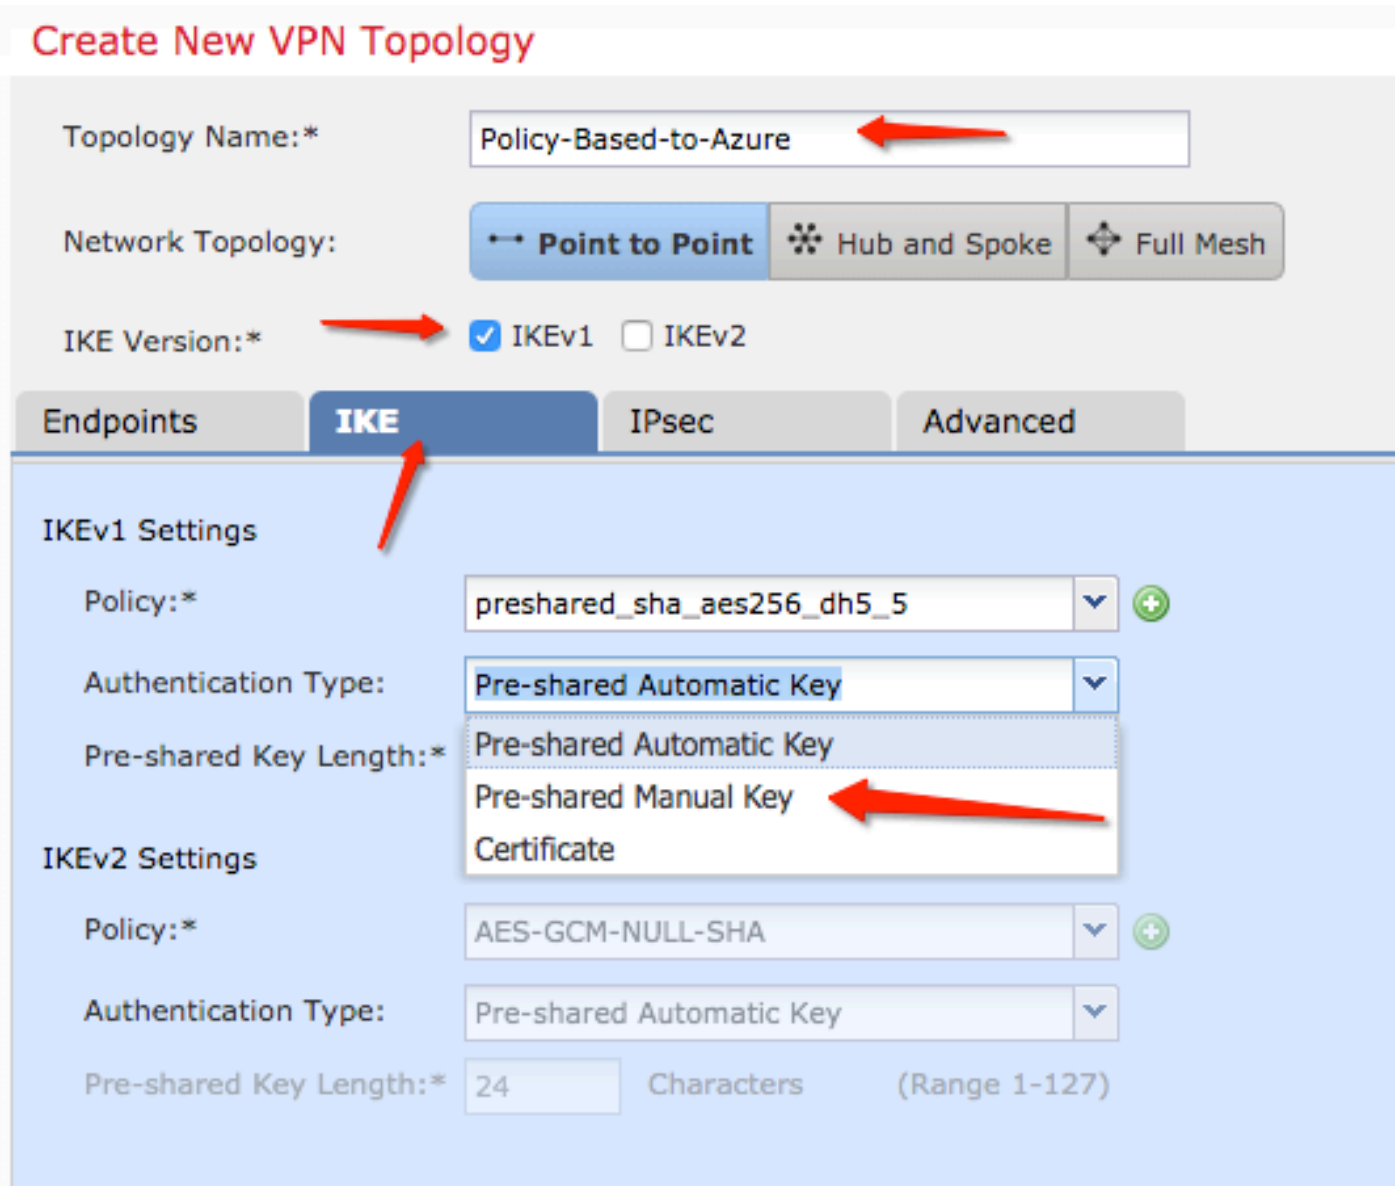 Create New VPN Topology
Topology Name:* Policy-Based-to-Azure
Network Topology: Point to Point Hub and Spoke Full Mesh
IKE Version:* IKEv1 IKEv2
Endpoints IKE IPsec Advanced
IKEv1 Settings
Policy:* preshared_sha_aes256_dh5_5
Authentication Type: Pre-shared Automatic Key
Pre-shared Key Length:* Pre-shared Automatic Key
Pre-shared Manual Key
Certificate
IKEv2 Settings
Policy:* AES-GCM-NULL-SHA
Authentication Type: Pre-shared Automatic Key
Pre-shared Key Length:* 24 Characters (Range 1-127)